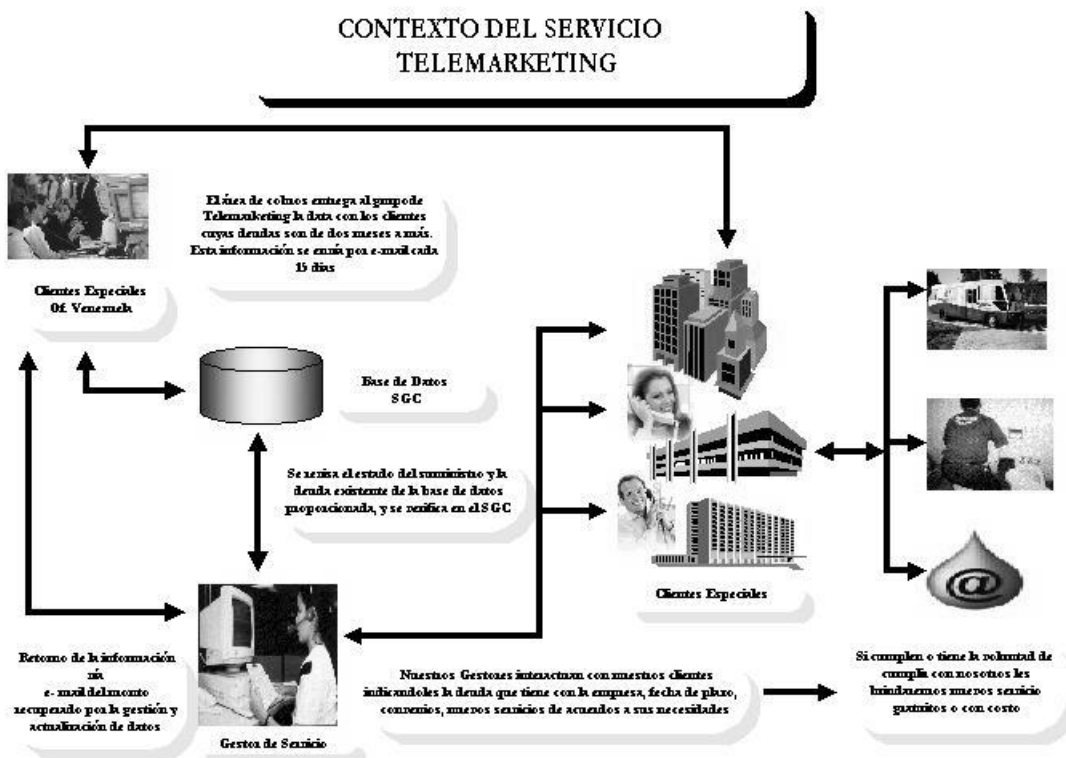 CONTEXTO DEL SERVICIO
TELEMARKETING
El área de cobros entrega al grupo de
Telemarketing la data con los clientes
cuyas deudas son de dos meses a más.
Esta información se envía por e-mail cada
15 dias
Clientes Especiales
Of. Venezuela
Base de Datos
SGC
Se revisa el estado del suministro y la
deuda existente de la base de datos
proporcionada, y se verifica en el SGC
@
Clientes Especiales
Retorno de la información
vía
e- mail del monto
recuperado por la gestión y
actualización de datos
Gestor de Servicio
Nuestros Gestores interactuan con nuestros clientes
indicandoles la deuda que tiene con la empresa, fecha de plazo,
convenios, nuevos servicios de acuerdos a sus necesidades
Si cumplen o tiene la voluntad de
cumplir con nosotros les
brindaremos nuevos servicio
gratuitos o con costo